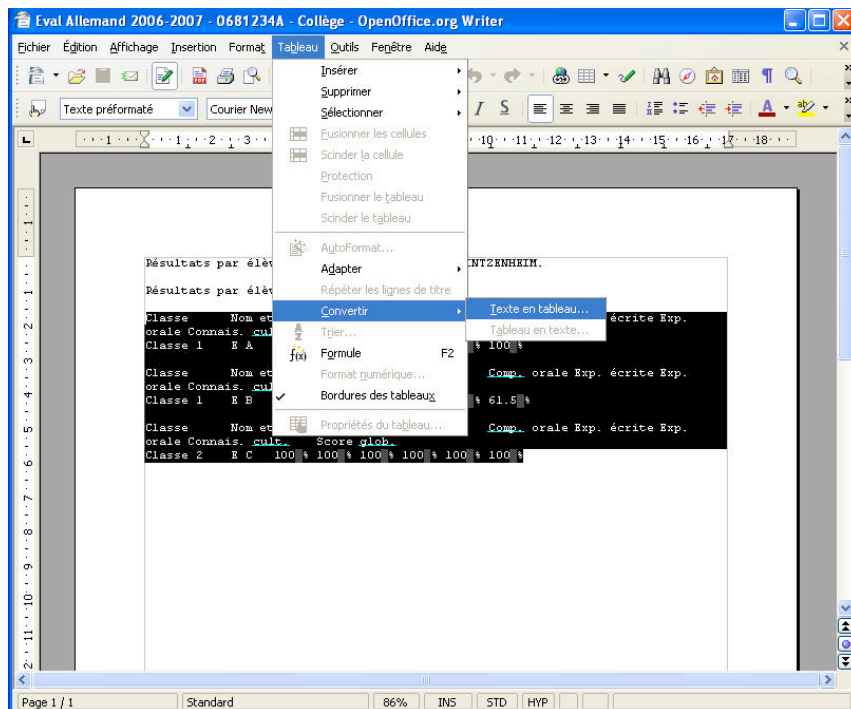 Eval Allemand 2006-2007 - 0681234A - Collège - OpenOffice.org Writer
Fichier Édition Affichage Insertion Format Tableau Outils Fenêtre Aide
Texte préformaté Courier New
Insérer
Supprimer
Sélectionner
Fusionner les cellules
Scinder la cellule
Protection
Fusionner le tableau
Scinder le tableau
AutoFormat...
Adapter
Répéter les lignes de titre
Convertir
Trier...
Formule F2
Format numérique...
Bordures des tableaux
Propriétés du tableau...
Texte en tableau...
Tableau en texte...
Résultats par élèv INTZENHEIM.
Résultats par élèv
Classe Nom et écrite Exp.
orale Connais. cul
Classe 1 E A % 100 %
Classe Nom et Comp. orale Exp. écrite Exp.
orale Connais. cul
Classe 1 E B % 61.5 %
Classe Nom et Comp. orale Exp. écrite Exp.
orale Connais. cult. Score glob.
Classe 2 E C 100 % 100 % 100 % 100 % 100 % 100 %
Page 1 / 1 Standard 86% INS STD HYP